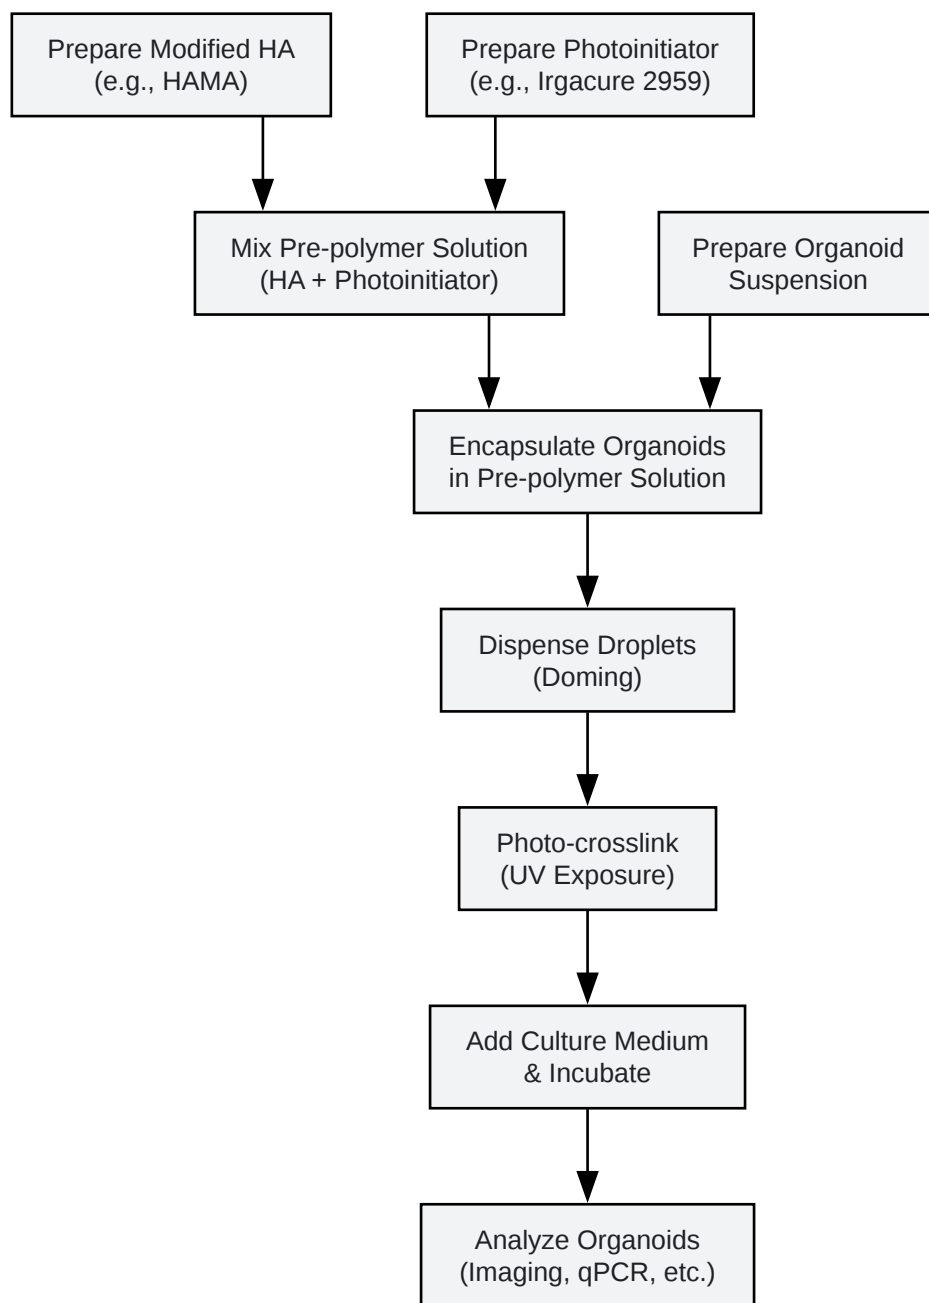 Prepare Modified HA
(e.g., HAMA)
Prepare Photoinitiator
(e.g., Irgacure 2959)
Mix Pre-polymer Solution
(HA + Photoinitiator)
Prepare Organoid
Suspension
Encapsulate Organoids
in Pre-polymer Solution
Dispense Droplets
(Doming)
Photo-crosslink
(UV Exposure)
Add Culture Medium
& Incubate
Analyze Organoids
(Imaging, qPCR, etc.)